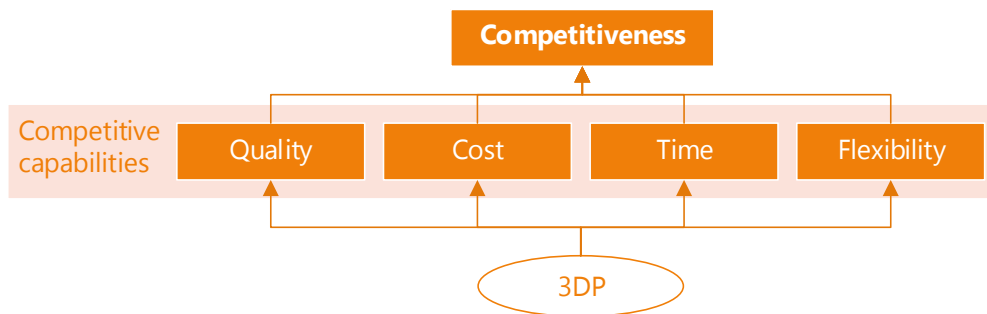 Competitiveness
Competitive
capabilities
Quality
Cost
Time
Flexibility
3DP